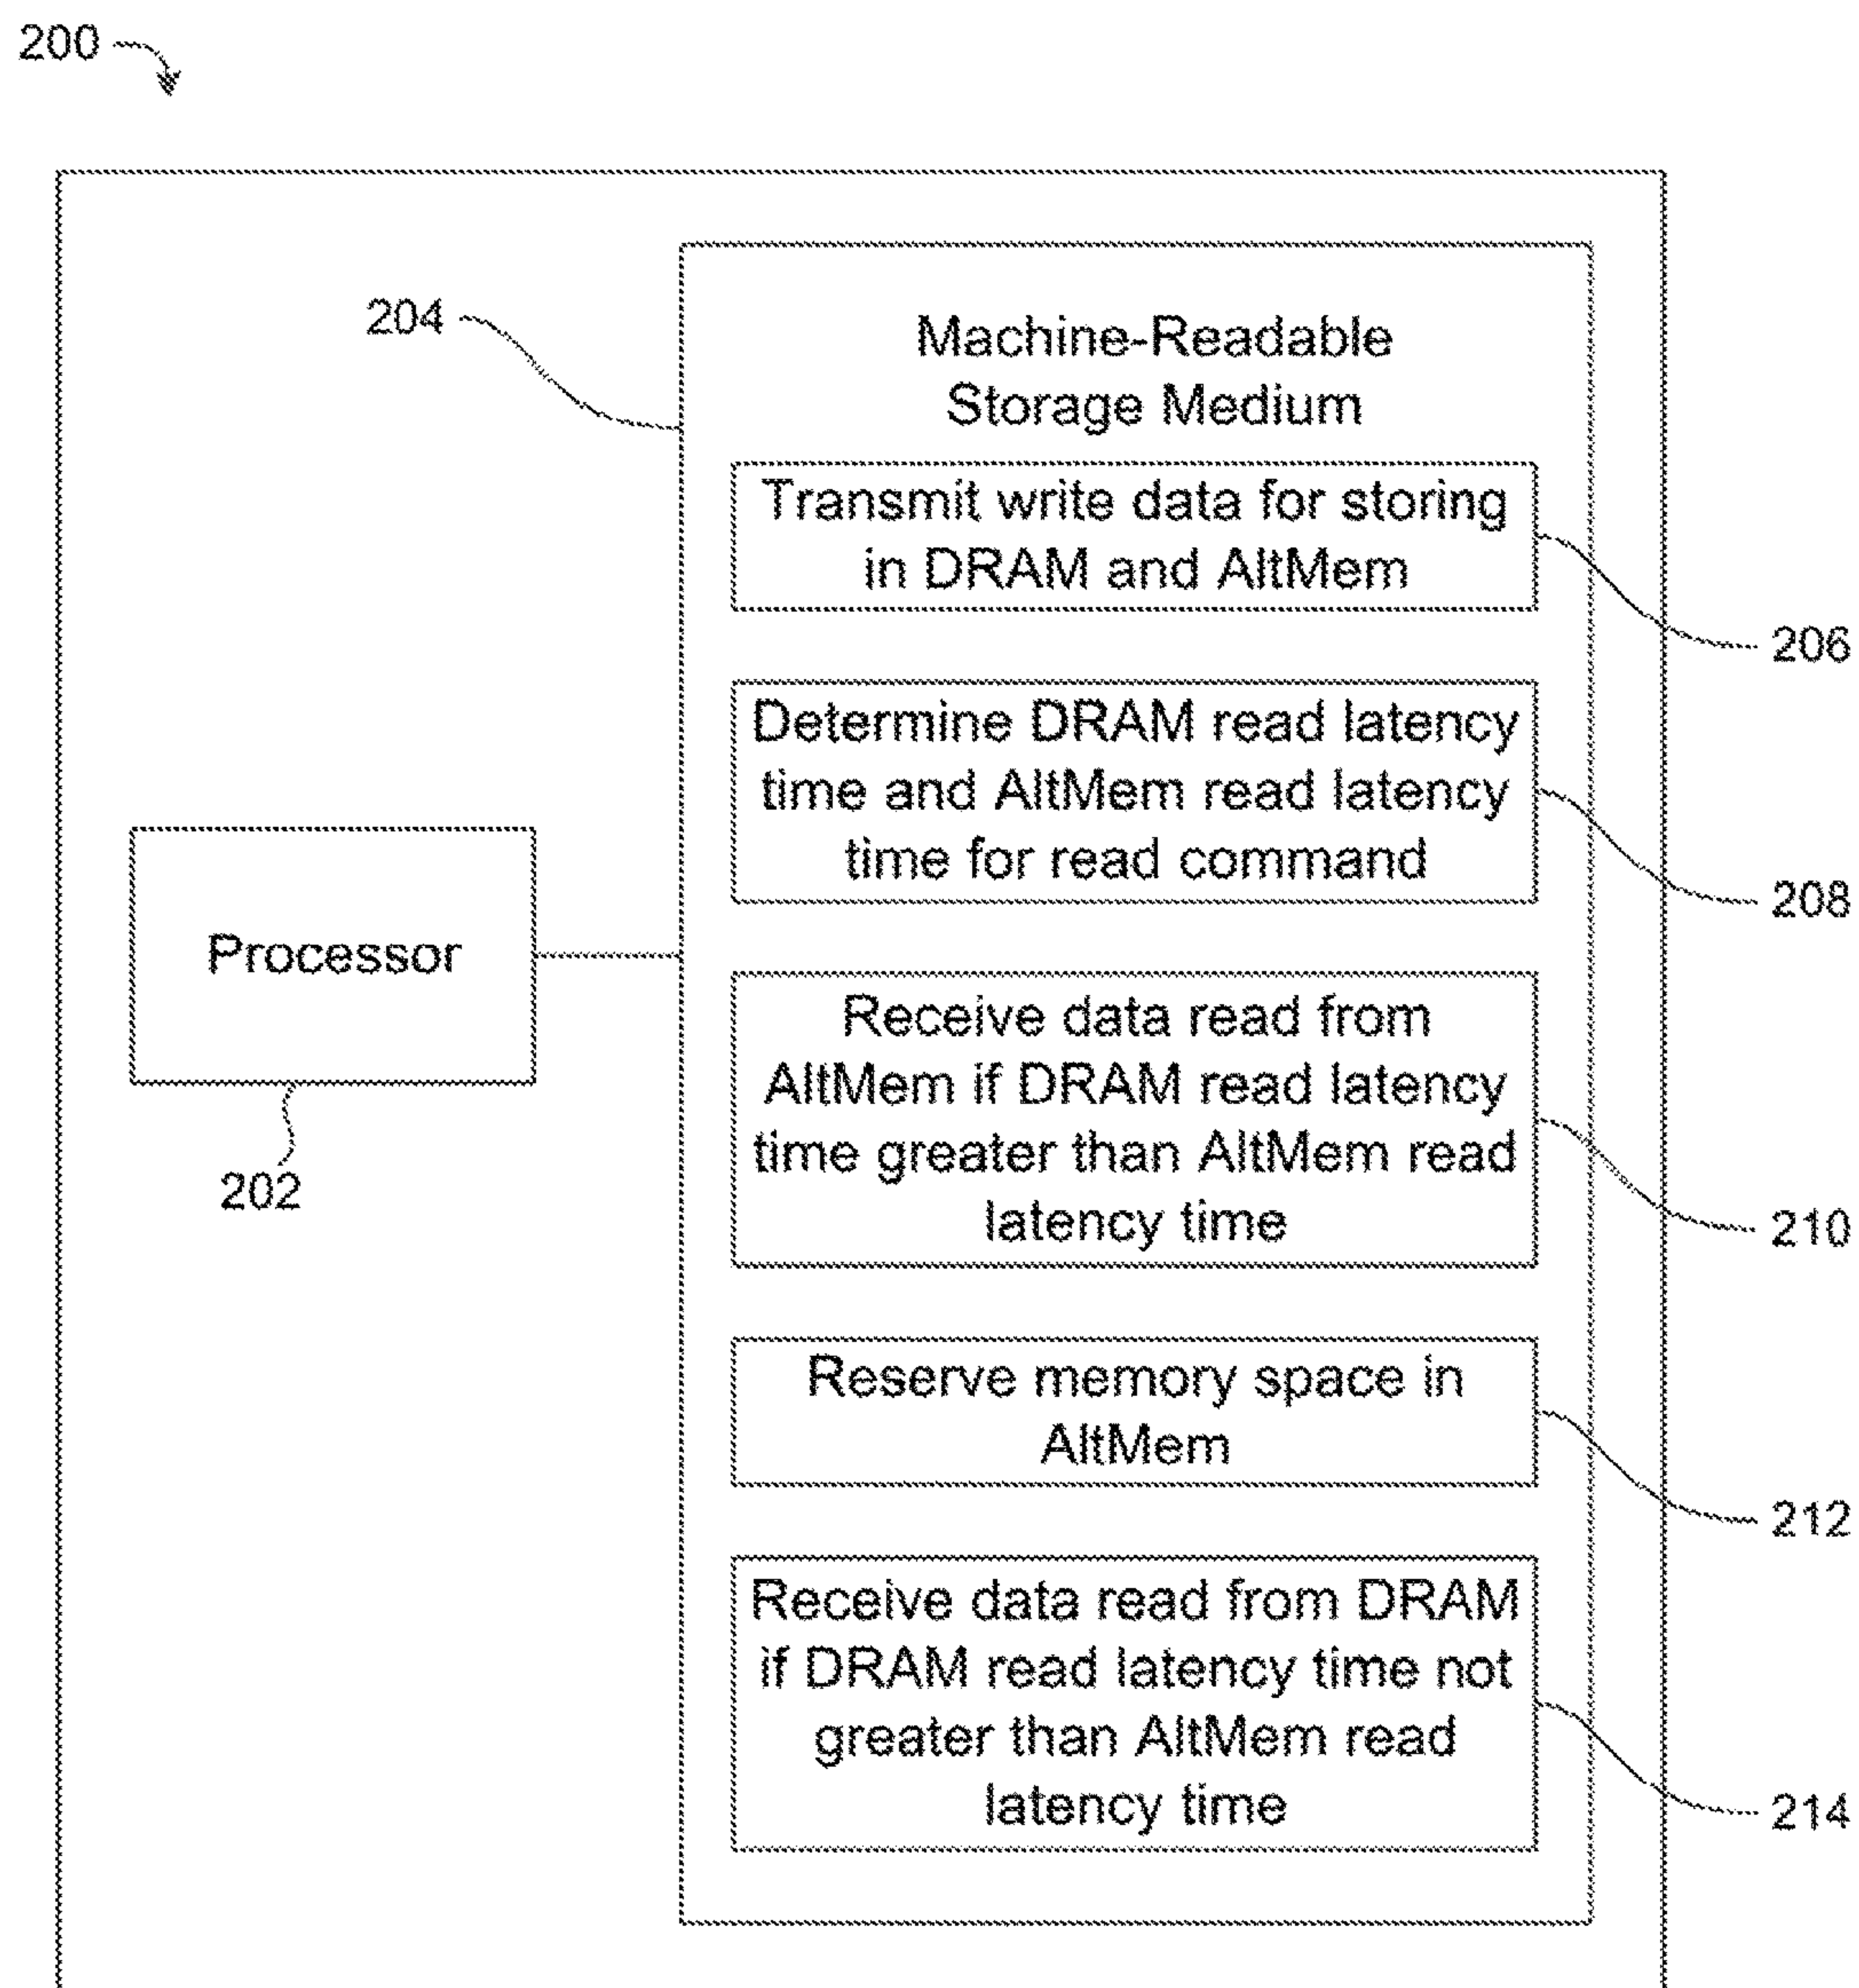 200
204
Machine-Readable
Storage Medium
Transmit write data for storing
in DRAM and AltMem
206
Determine DRAM read latency
time and AltMem read latency
time for read command
208
Processor
202
Receive data read from
AltMem if DRAM read latency
time greater than AltMem read
latency time
210
Reserve memory space in
AltMem
212
Receive data read from DRAM
if DRAM read latency time not
greater than AltMem read
latency time
214